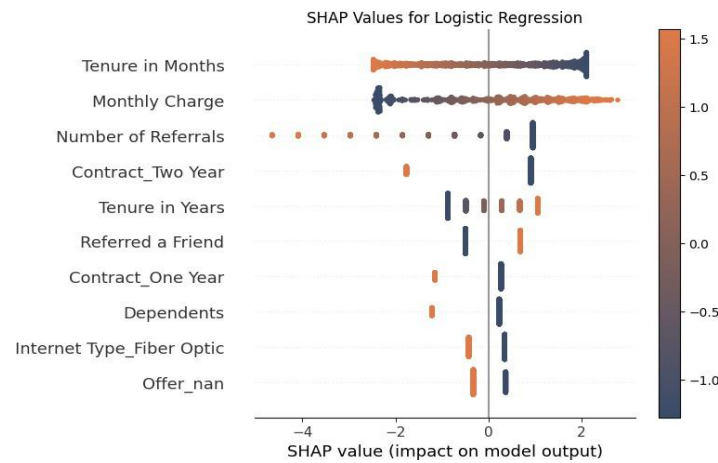 SHAP Values for Logistic Regression
Tenure in Months
Monthly Charge
Number of Referrals
Contract_Two Year
Tenure in Years
Referred a Friend
Contract_One Year
Dependents
Internet Type_Fiber Optic
Offer_nan
−4
−2
0
2
SHAP value (impact on model output)
1.5
1.0
0.5
0.0
−0.5
−1.0